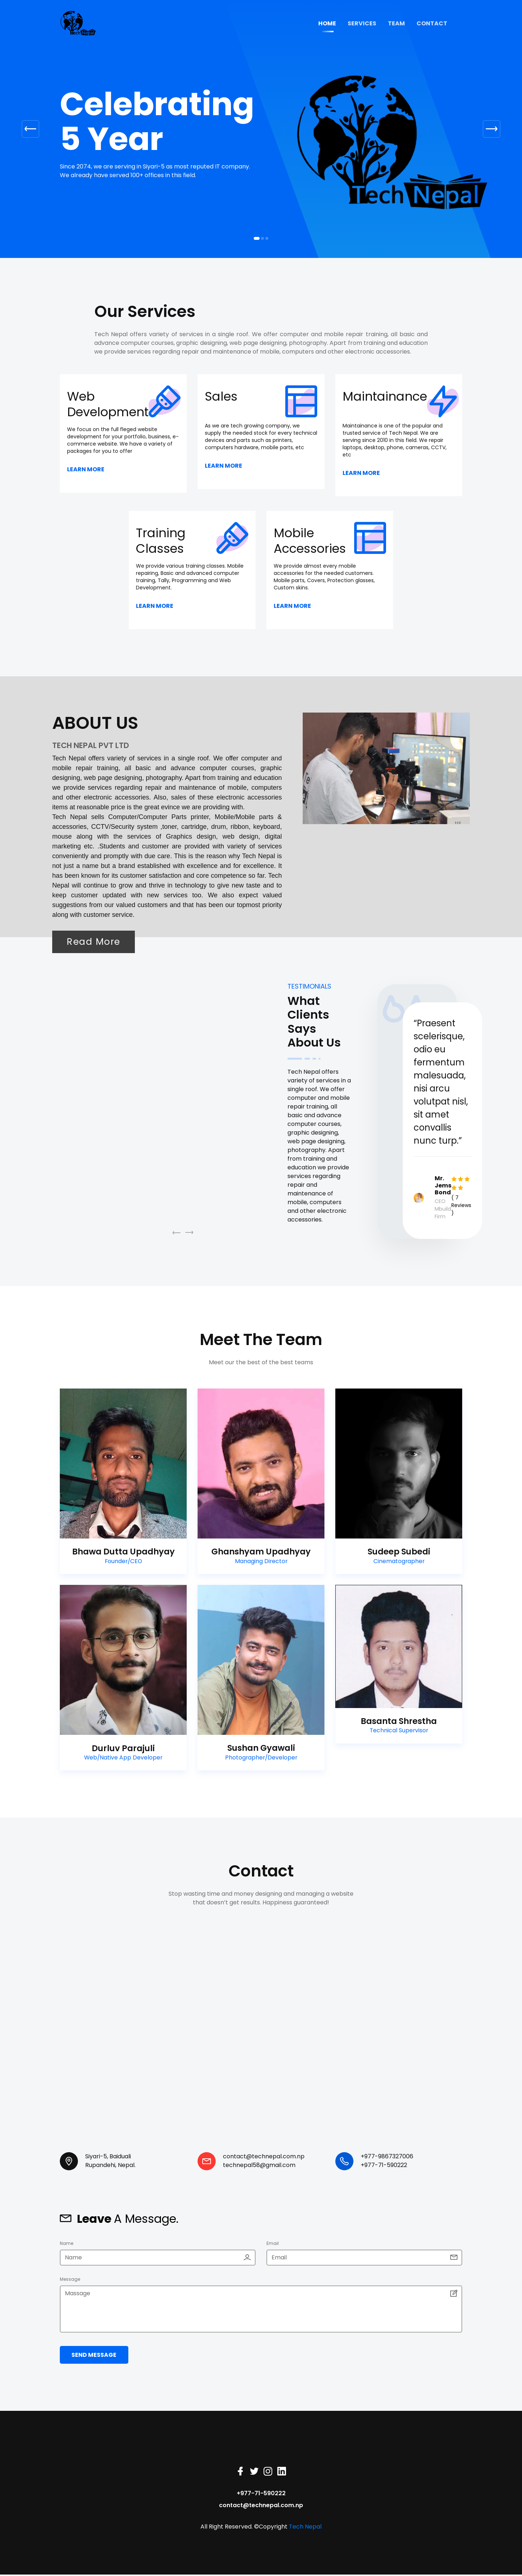 Tech Nepal
HOME SERVICES TEAM CONTACT
Celebrating
5 Year
Since 2074, we are serving in Siyari-5 as most reputed IT company.
We already have served 100+ offices in this field.
Tech Nepal
Our Services
Tech Nepal offers variety of services in a single roof. We offer computer and mobile repair training, all basic and
advance computer courses, graphic designing, web page designing, photography. Apart from training and education
we provide services regarding repair and maintenance of mobile, computers and other electronic accessories.
Web
Development
We focus on the full fleged website
development for your portfolio, business, e-
commerce website. We have a variety of
packages for you to offer
LEARN MORE
Sales
As we are tech growing company, we
supply the needed stock for every technical
devices and parts such as printers,
computers hardware, mobile parts, etc
LEARN MORE
Maintainance
Maintainance is one of the popular and
trusted service of Tech Nepal. We are
serving since 2010 in this field. We repair
laptops, desktop, phone, cameras, CCTV,
etc
LEARN MORE
Training
Classes
We provide various training classes. Mobile
repairing, Basic and advanced computer
training, Tally, Programming and Web
Development.
LEARN MORE
Mobile
Accessories
We provide almost every mobile
accessories for the needed customers.
Mobile parts, Covers, Protection glasses,
Custom skins.
LEARN MORE
ABOUT US
TECH NEPAL PVT LTD
Tech Nepal offers variety of services in a single roof. We offer computer and
mobile repair training, all basic and advance computer courses, graphic
designing, web page designing, photography. Apart from training and education
we provide services regarding repair and maintenance of mobile, computers
and other electronic accessories. Also, sales of these electronic accessories
items at reasonable price is the great evince we are providing with.
Tech Nepal sells Computer/Computer Parts printer, Mobile/Mobile parts &
accessories, CCTV/Security system ,toner, cartridge, drum, ribbon, keyboard,
mouse along with the services of Graphics design, web design, digital
marketing etc. .Students and customer are provided with variety of services
conveniently and promptly with due care. This is the reason why Tech Nepal is
not just a name but a brand established with excellence and for excellence. It
has been known for its customer satisfaction and core competence so far. Tech
Nepal will continue to grow and thrive in technology to give new taste and to
keep customer updated with new services too. We also expect valued
suggestions from our valued customers and that has been our topmost priority
along with customer service.
Read More
TESTIMONIALS
What
Clients
Says
About Us
Tech Nepal offers
variety of services in a
single roof. We offer
computer and mobile
repair training, all
basic and advance
computer courses,
graphic designing,
web page designing,
photography. Apart
from training and
education we provide
services regarding
repair and
maintenance of
mobile, computers
and other electronic
accessories.
“Praesent
scelerisque,
odio eu
fermentum
malesuada,
nisi arcu
volutpat nisl,
sit amet
convallis
nunc turp.”
Mr.
Jems
Bond
CEO
Mbuild
Firm
( 7
Reviews
)
Meet The Team
Meet our the best of the best teams
Bhawa Dutta Upadhyay
Founder/CEO
Ghanshyam Upadhyay
Managing Director
Sudeep Subedi
Cinematographer
Durluv Parajuli
Web/Native App Developer
Sushan Gyawali
Photographer/Developer
Basanta Shrestha
Technical Supervisor
Contact
Stop wasting time and money designing and managing a website
that doesn’t get results. Happiness guaranteed!
Siyari-5, Baiduali
Rupandehi, Nepal.
contact@technepal.com.np
technepal58@gmail.com
+977-9867327006
+977-71-590222
Leave A Message.
Name
Name
Email
Email
Message
Massage
SEND MESSAGE
+977-71-590222
contact@technepal.com.np
All Right Reserved. ©Copyright Tech Nepal